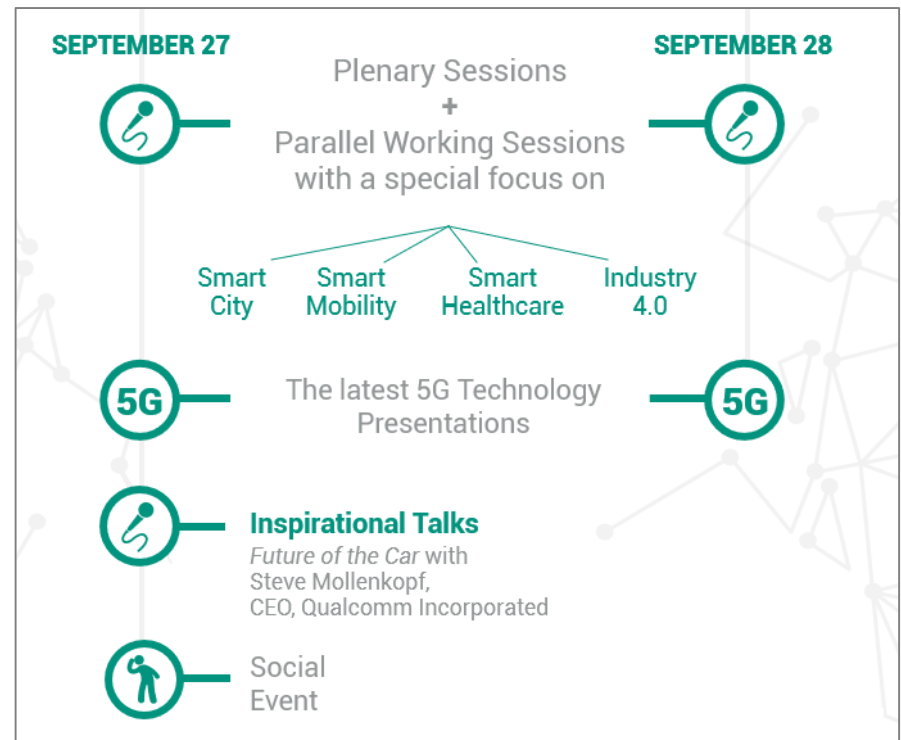 SEPTEMBER 27
SEPTEMBER 28
Plenary Sessions
+
Parallel Working Sessions
with a special focus on
Smart
City
Smart
Mobility
Smart
Healthcare
Industry
4.0
5G
The latest 5G Technology
Presentations
5G
Inspirational Talks
Future of the Car with
Steve Mollenkopf,
CEO, Qualcomm Incorporated
Social
Event